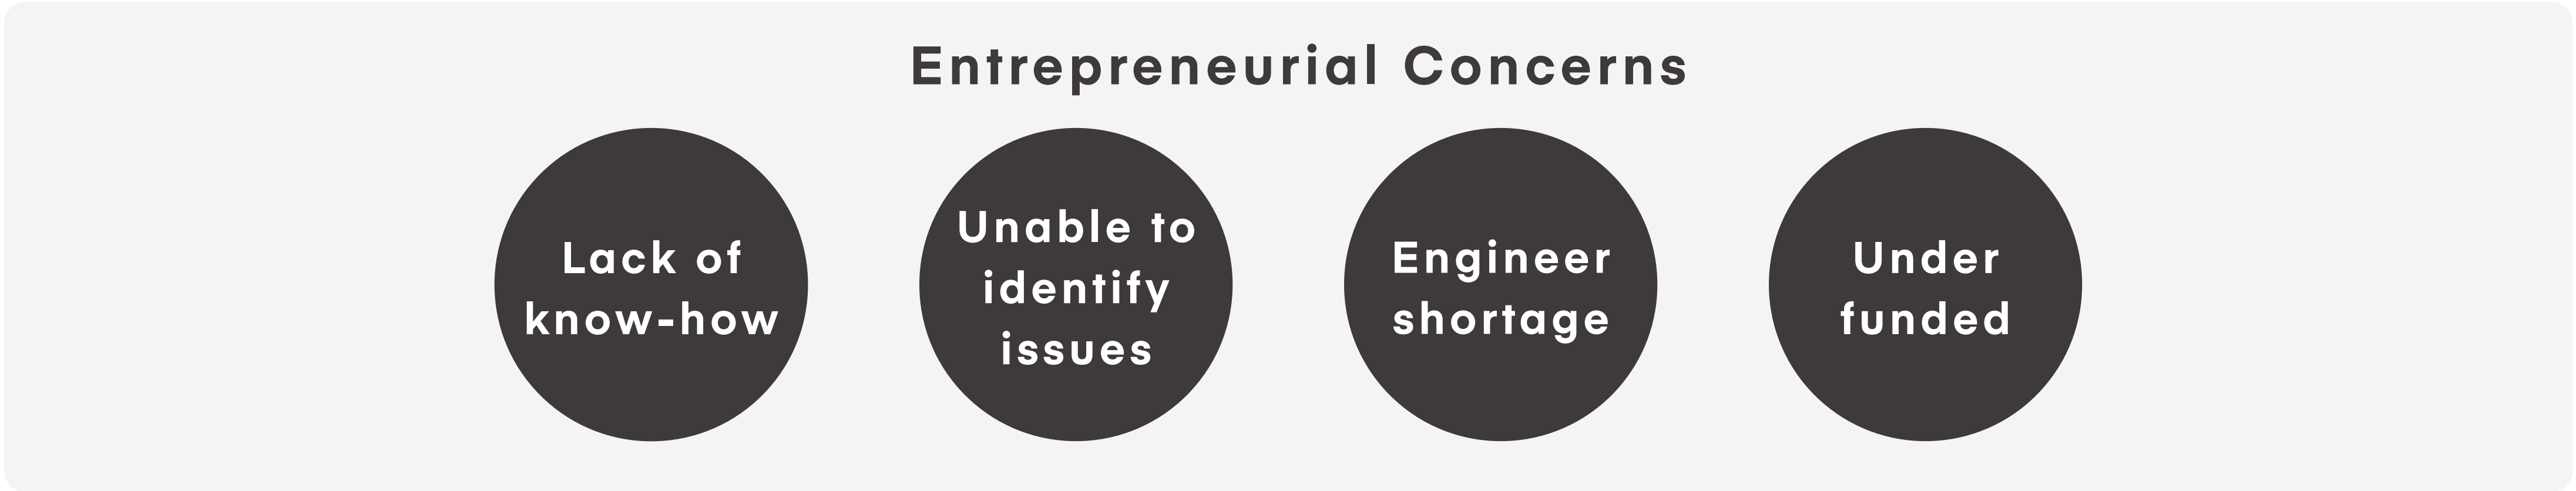 Entrepreneurial Concerns
Lack of
know-how
Unable to
identify
issues
Engineer
shortage
Under
funded